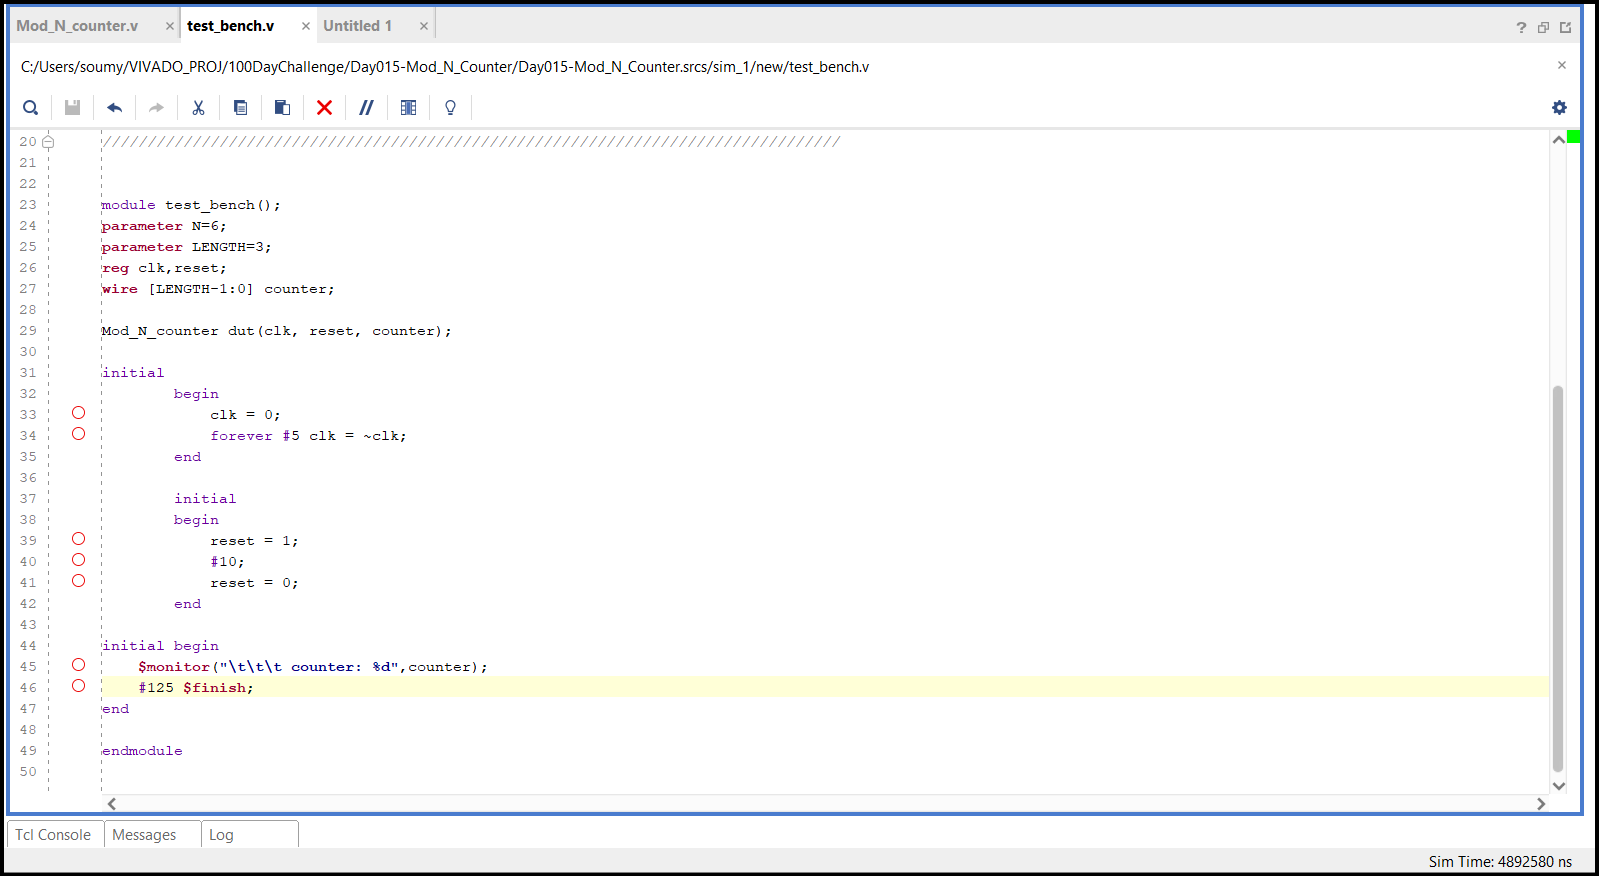 Mod_N_counter.v × test_bench.v × Untitled 1 × ?
C:/Users/soumy/VIVADO_PROJ/100DayChallenge/Day015-Mod_N_Counter/Day015-Mod_N_Counter.srcs/sim_1/new/test_bench.v ×
20 //////////////////////////////////////////////////////////////////////////////////
21
22
23 module test_bench();
24 parameter N=6;
25 parameter LENGTH=3;
26 reg clk,reset;
27 wire [LENGTH-1:0] counter;
28
29 Mod_N_counter dut(clk, reset, counter);
30
31 initial
32 begin
33 clk = 0;
34 forever #5 clk = ~clk;
35 end
36
37 initial
38 begin
39 reset = 1;
40 #10;
41 reset = 0;
42 end
43
44 initial begin
45 $monitor("\t\t\t counter: %d",counter);
46 #125 $finish;
47 end
48
49 endmodule
50
Tcl Console Messages Log
Sim Time: 4892580 ns